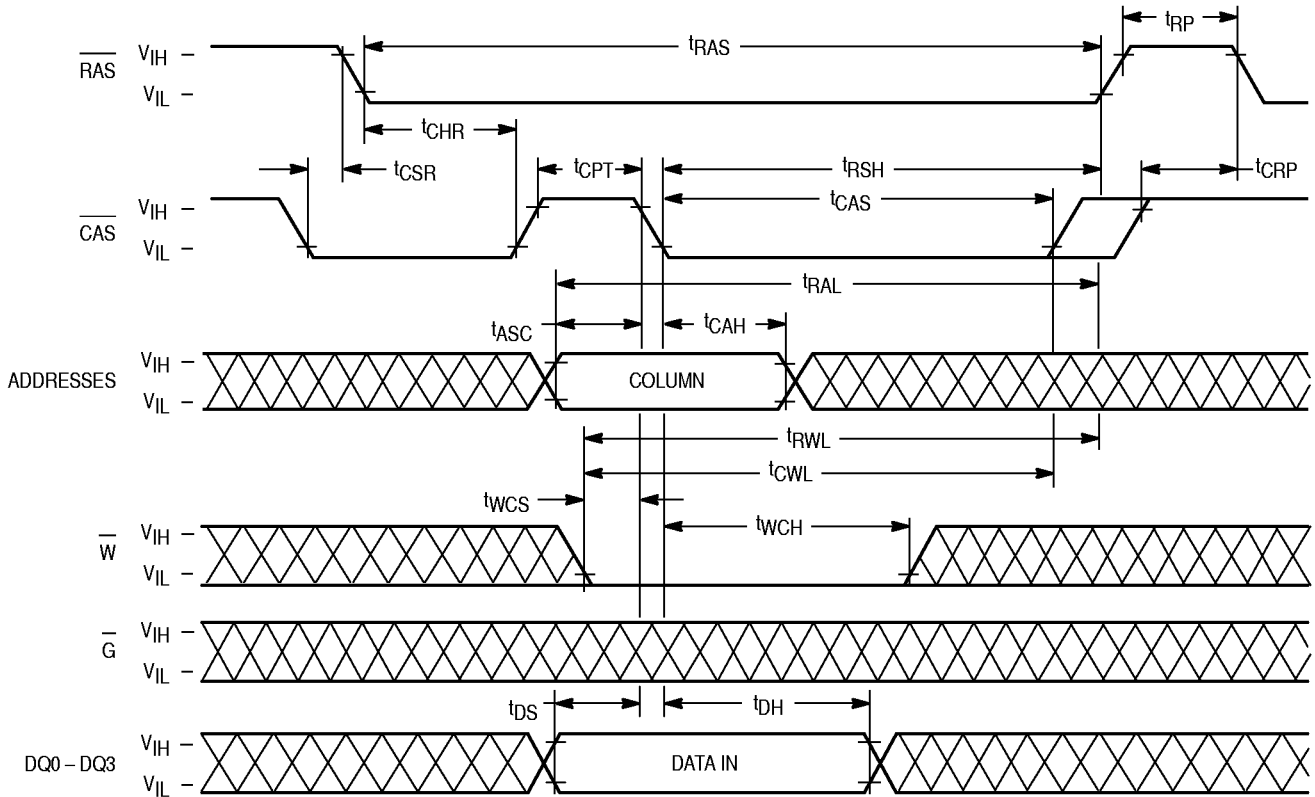 tRP
tRAS
RAS VIH –
VIL –
tCHR
tCSR tCPT tRSH tCRP
tCAS
CAS VIH –
VIL –
tRAL
tASC tCAH
ADDRESSES VIH – COLUMN
VIL –
tRWL
tCWL
tWCS tWCH
W VIH –
VIL –
G VIH –
VIL –
tDS tDH
DQ0 – DQ3 VIH – DATA IN
VIL –